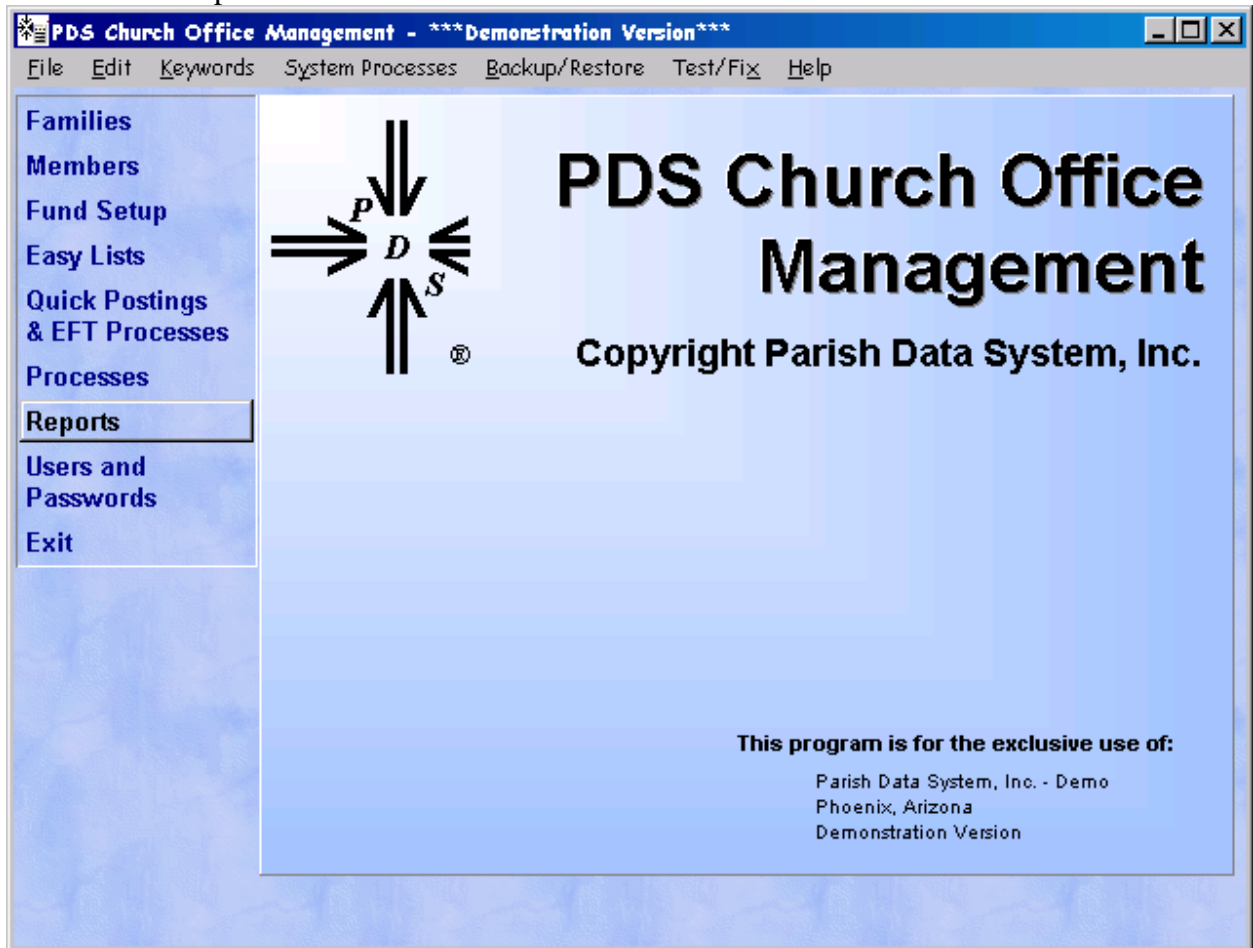 PDS Church Office Management - ***Demonstration Version***
File Edit Keywords System Processes Backup/Restore Test/Fix Help
Families
Members
Fund Setup
Easy Lists
Quick Postings
& EFT Processes
Processes
Reports
Users and
Passwords
Exit
P
D
S
®
PDS Church Office
Management
Copyright Parish Data System, Inc.
This program is for the exclusive use of:
Parish Data System, Inc. - Demo
Phoenix, Arizona
Demonstration Version